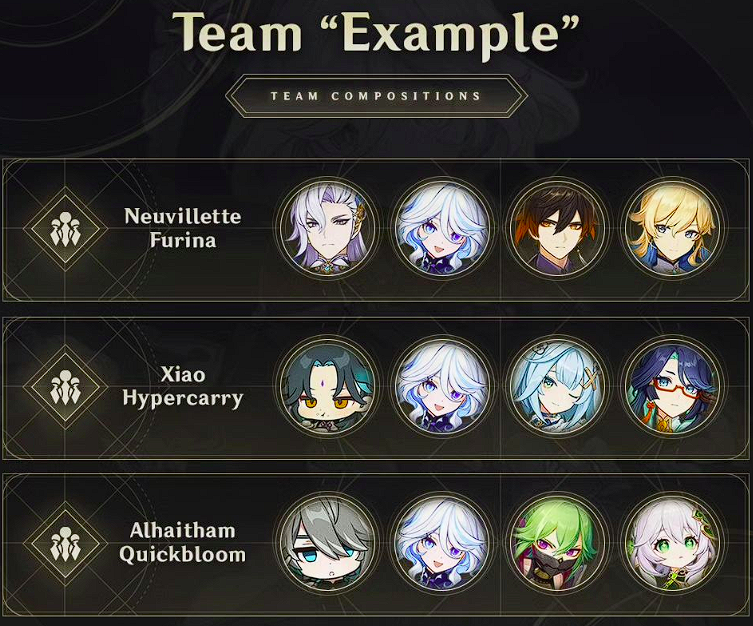 Team “Example”
TEAM COMPOSITIONS
Neuvillette
Furina
Xiao
Hypercarry
Alhaitham
Quickbloom